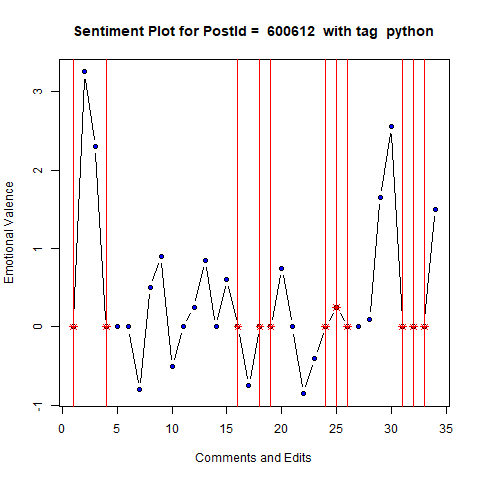 Sentiment Plot for PostId =  600612  with tag  python
Emotional Valence
3
2
1
0
-1
0 5 10 15 20 25 30 35
Comments and Edits